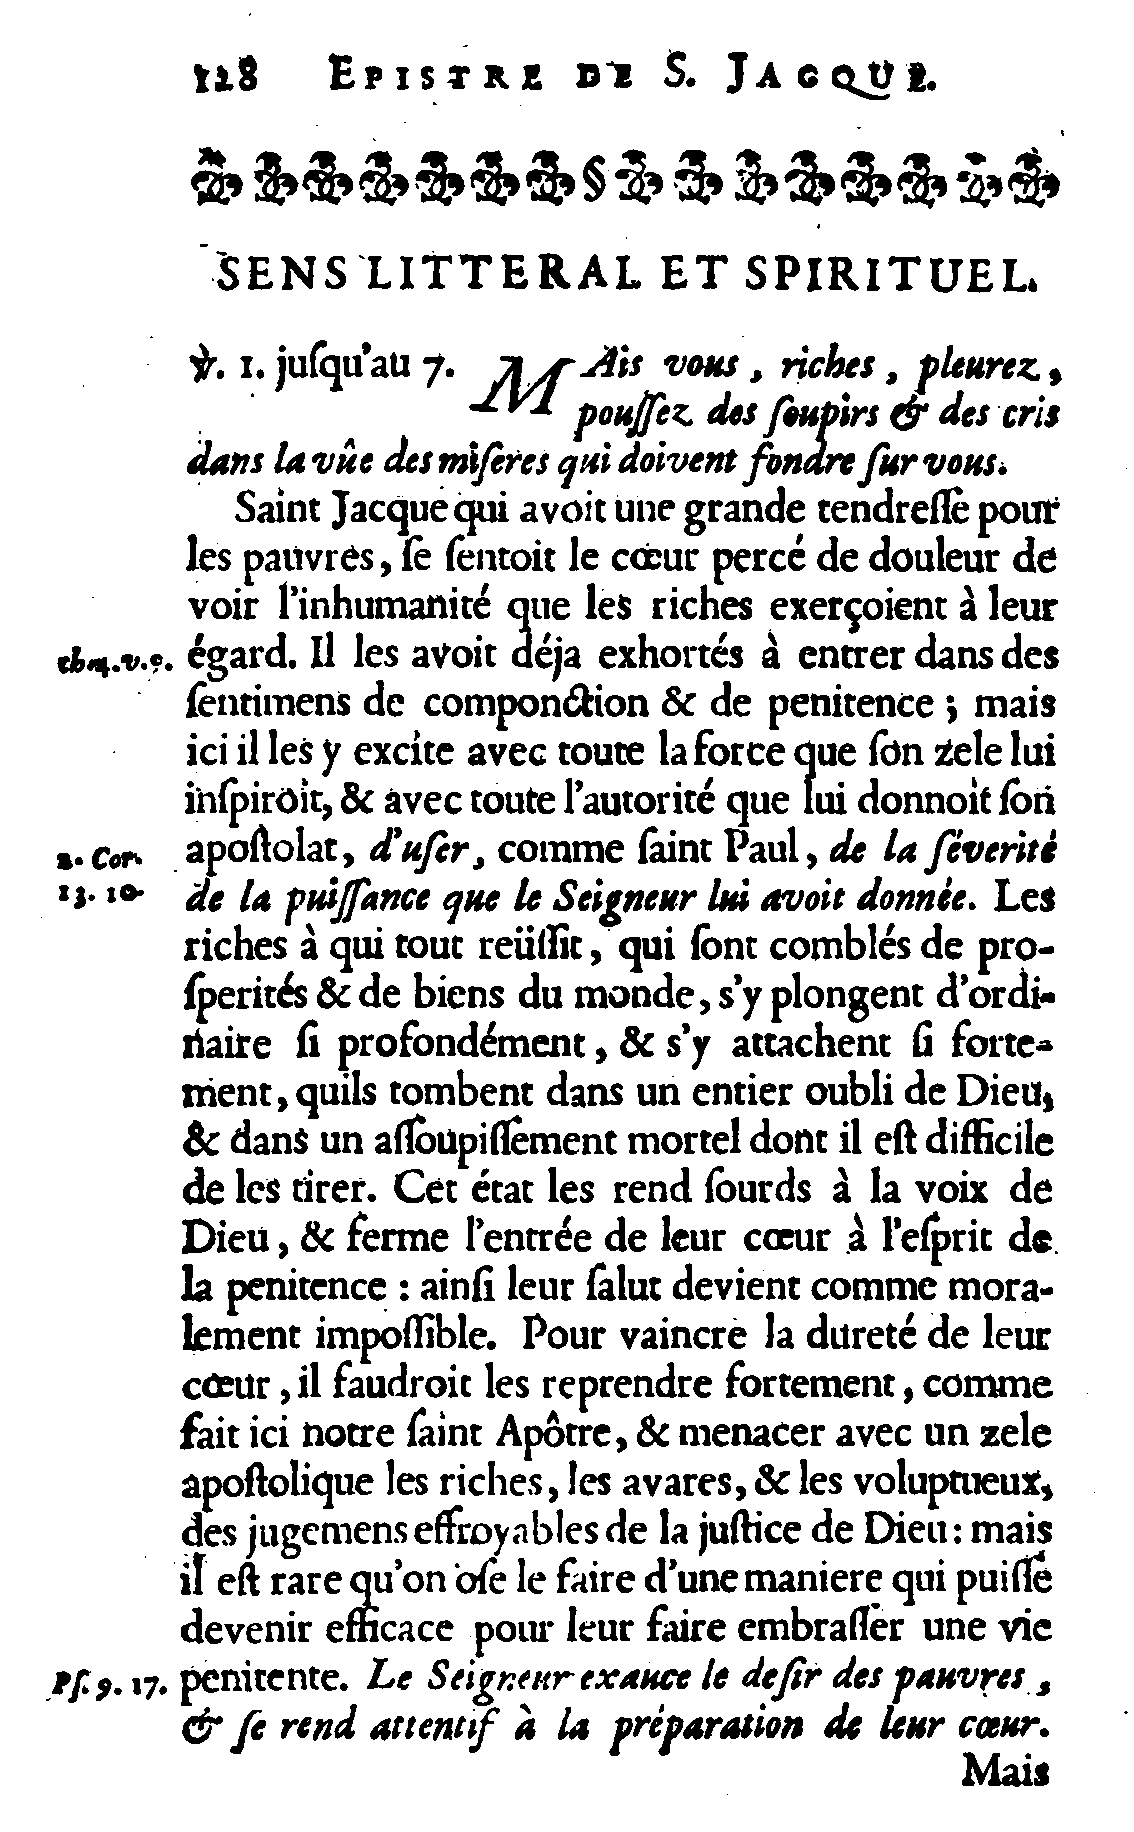 128 EPISTRE DE S. JACQUE.
SENS LITTERAL ET SPIRITUEL.
℣. 1. juſqu'au 7. MAis vous, riches, pleurez,
pouſſez des ſoupirs & des cris
dans la vûe des miſeres qui doivent fondre ſur vous.
Saint Jacque qui avoit une grande tendreſſe pour
les pauvres, ſe ſentoit le cœur percé de douleur de
voir l'inhumanité que les riches exerçoient à leur
égard. Il les avoit déja exhortés à entrer dans des
ſentimens de componction & de penitence ; mais
ici il les y excite avec toute la force que ſon zele lui
inſpiroit, & avec toute l'autorité que lui donnoit ſon
2. Cor. apoſtolat, d'uſer, comme ſaint Paul, de la ſéverité
13. 10. de la puiſſance que le Seigneur lui avoit donnée. Les
riches à qui tout reüſſit, qui ſont comblés de pro-
ſperités & de biens du monde, s'y plongent d'ordi-
naire ſi profondément, & s'y attachent ſi forte-
ment, quils tombent dans un entier oubli de Dieu,
& dans un aſſoupiſſement mortel dont il eſt difficile
de les tirer. Cet état les rend ſourds à la voix de
Dieu, & ferme l'entrée de leur cœur à l'eſprit de
la penitence : ainſi leur ſalut devient comme mora-
lement impoſſible. Pour vaincre la dureté de leur
cœur, il faudroit les reprendre fortement, comme
fait ici notre ſaint Apôtre, & menacer avec un zele
apoſtolique les riches, les avares, & les voluptueux,
des jugemens effroyables de la juſtice de Dieu : mais
il eſt rare qu'on oſe le faire d'une maniere qui puiſſe
devenir efficace pour leur faire embraſſer une vie
Pſ. 9. 17. penitente. Le Seigneur exauce le deſir des pauvres,
& ſe rend attentif à la préparation de leur cœur.
Mais